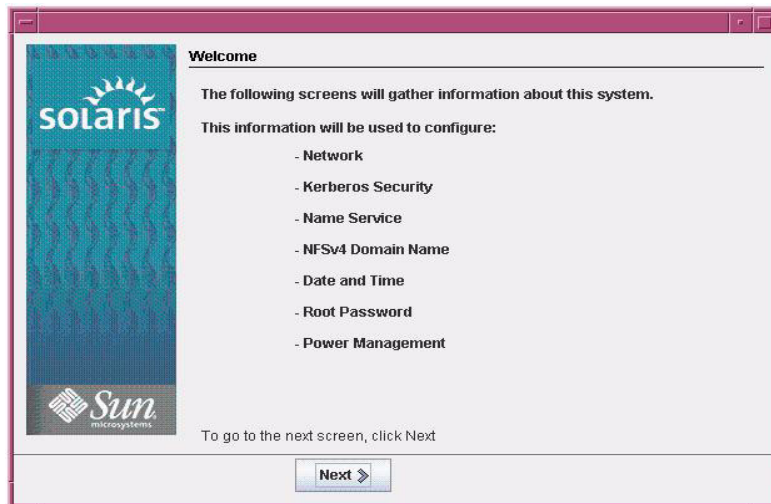 solaris™
Welcome
The following screens will gather information about this system.
This information will be used to configure:
- Network
- Kerberos Security
- Name Service
- NFSv4 Domain Name
- Date and Time
- Root Password
- Power Management
Sun
microsystems
To go to the next screen, click Next
Next